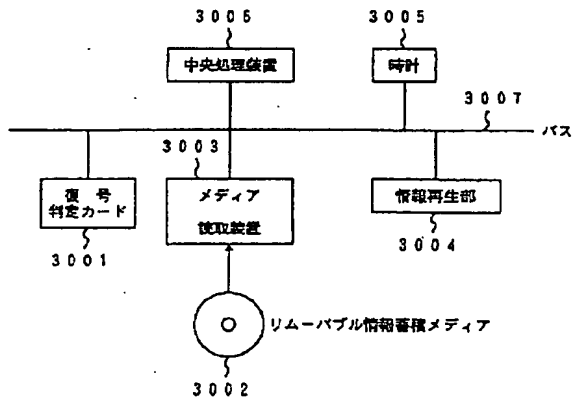 3006
3005
中央処理装置
時計
3007
バス
3003
復号
判定カード
メディア
読取装置
情報再生部
3001
3004
リムーバブル情報蓄積メディア
3002